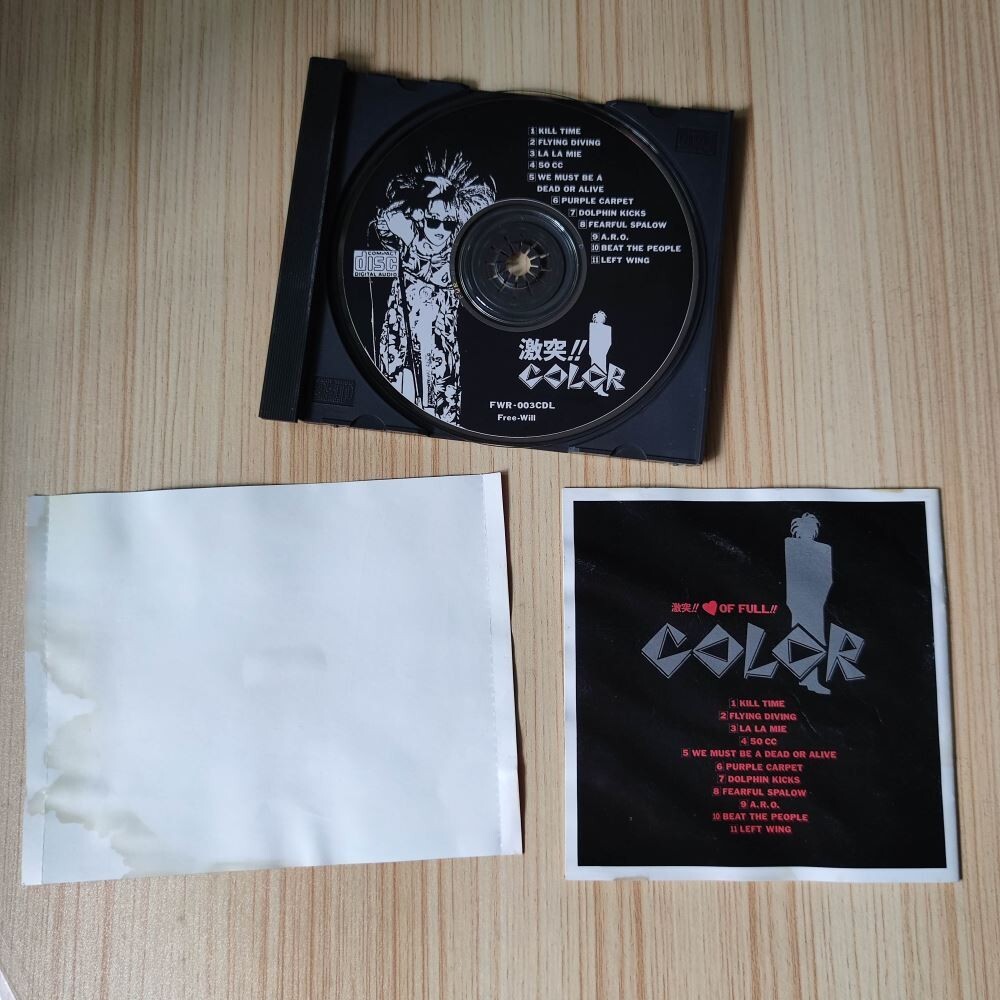 1 KILL TIME
2 FLYING DIVING
3 LA LA MIE
4 50 CC
5 WE MUST BE A
DEAD OR ALIVE
6 PURPLE CARPET
7 DOLPHIN KICKS
8 FEARFUL SPALOW
9 A.R.O.
10 BEAT THE PEOPLE
11 LEFT WING
COMPACT
disc
DIGITAL AUDIO
激突!!
COLOR
FWR-003CDL
Free-Will
激突!! ♥ OF FULL!!
COLOR
1 KILL TIME
2 FLYING DIVING
3 LA LA MIE
4 50 CC
5 WE MUST BE A DEAD OR ALIVE
6 PURPLE CARPET
7 DOLPHIN KICKS
8 FEARFUL SPALOW
9 A.R.O.
10 BEAT THE PEOPLE
11 LEFT WING